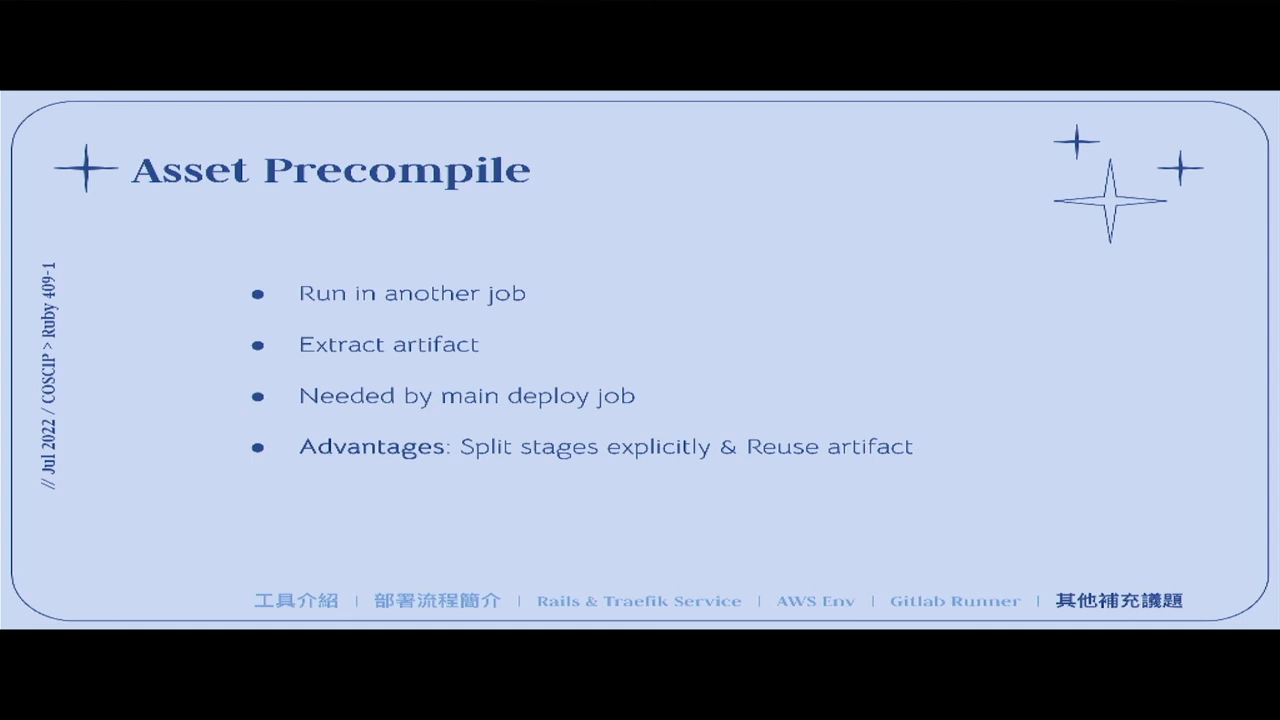 Asset Precompile
// Jul 2022 / COSCIP > Ruby 409-1
Run in another job
Extract artifact
Needed by main deploy job
Advantages: Split stages explicitly & Reuse artifact
工具介紹 | 部署流程簡介 | Rails & Traefik Service | AWS Env | Gitlab Runner | 其他補充議題